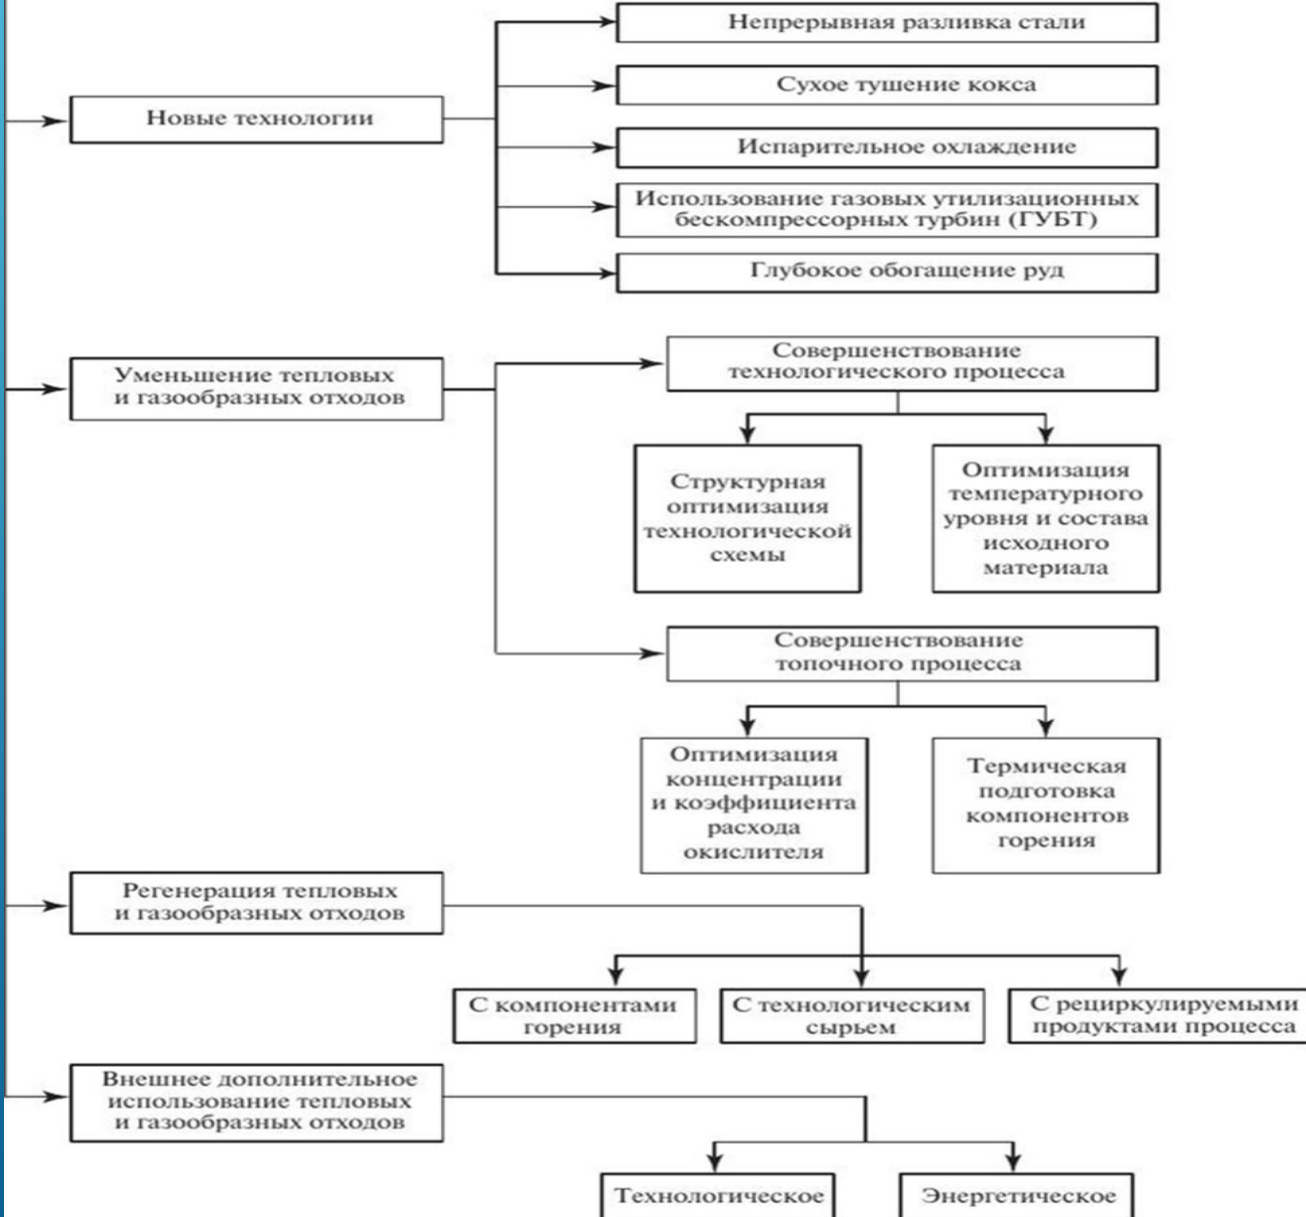 Непрерывная разливка стали
Сухое тушение кокса
Новые технологии
Испарительное охлаждение
Использование газовых утилизационных
бескомпрессорных турбин (ГУБТ)
Глубокое обогащение руд
Уменьшение тепловых
и газообразных отходов
Совершенствование
технологического процесса
Структурная
оптимизация
технологической
схемы
Оптимизация
температурного
уровня и состава
исходного
материала
Совершенствование
топочного процесса
Оптимизация
концентрации
и коэффициента
расхода
окислителя
Термическая
подготовка
компонентов
горения
Регенерация тепловых
и газообразных отходов
С компонентами
горения
С технологическим
сырьем
С рециркулируемыми
продуктами процесса
Внешнее дополнительное
использование тепловых
и газообразных отходов
Технологическое
Энергетическое